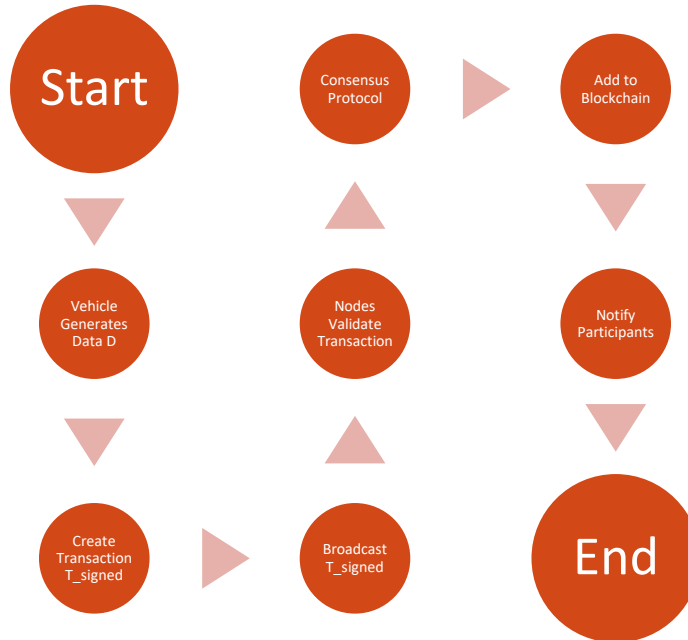 Start
Vehicle
Generates
Data D
Create
Transaction
T_signed
Broadcast
T_signed
Nodes
Validate
Transaction
Consensus
Protocol
Add to
Blockchain
Notify
Participants
End